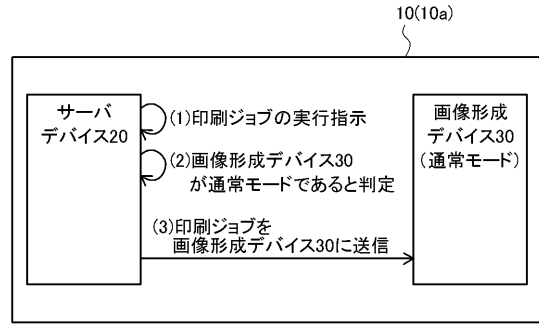 10(10a)
サーバ
デバイス20
(1)印刷ジョブの実行指示
(2)画像形成デバイス30
が通常モードであると判定
(3)印刷ジョブを
画像形成デバイス30に送信
画像形成
デバイス30
(通常モード)